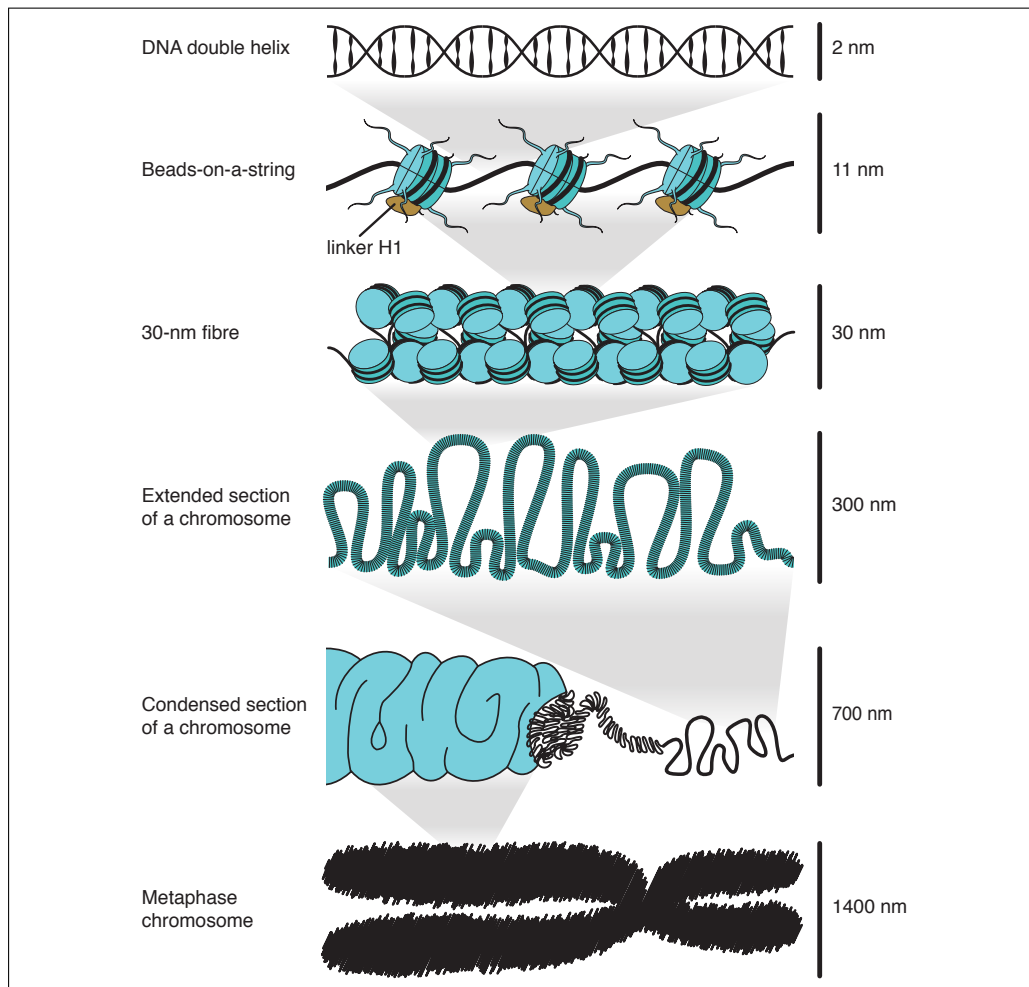 DNA double helix
2 nm
Beads-on-a-string
11 nm
linker H1
30-nm fibre
30 nm
Extended section
of a chromosome
300 nm
Condensed section
of a chromosome
700 nm
Metaphase
chromosome
1400 nm